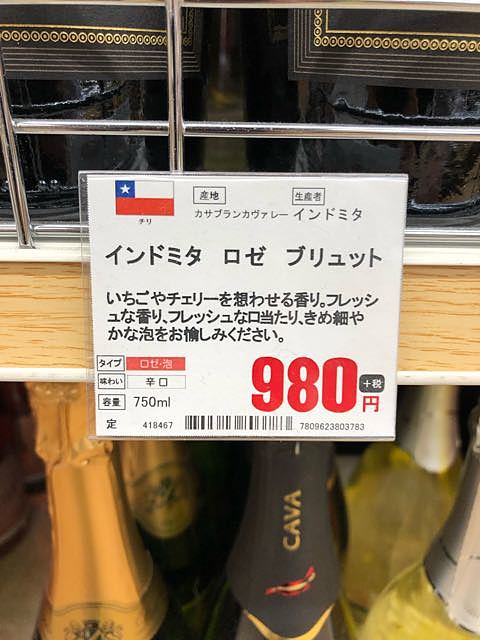 チリ
産地
カサブランカヴァレー
生産者
インドミタ
インドミタ ロゼ ブリュット
いちごやチェリーを想わせる香り。フレッシ
ュな香り、フレッシュな口当たり、きめ細や
かな泡をお愉しみください。
タイプ ロゼ・泡
味わい 辛口
容量 750ml
980円 +税
定 418467
7809623803783
CAVA